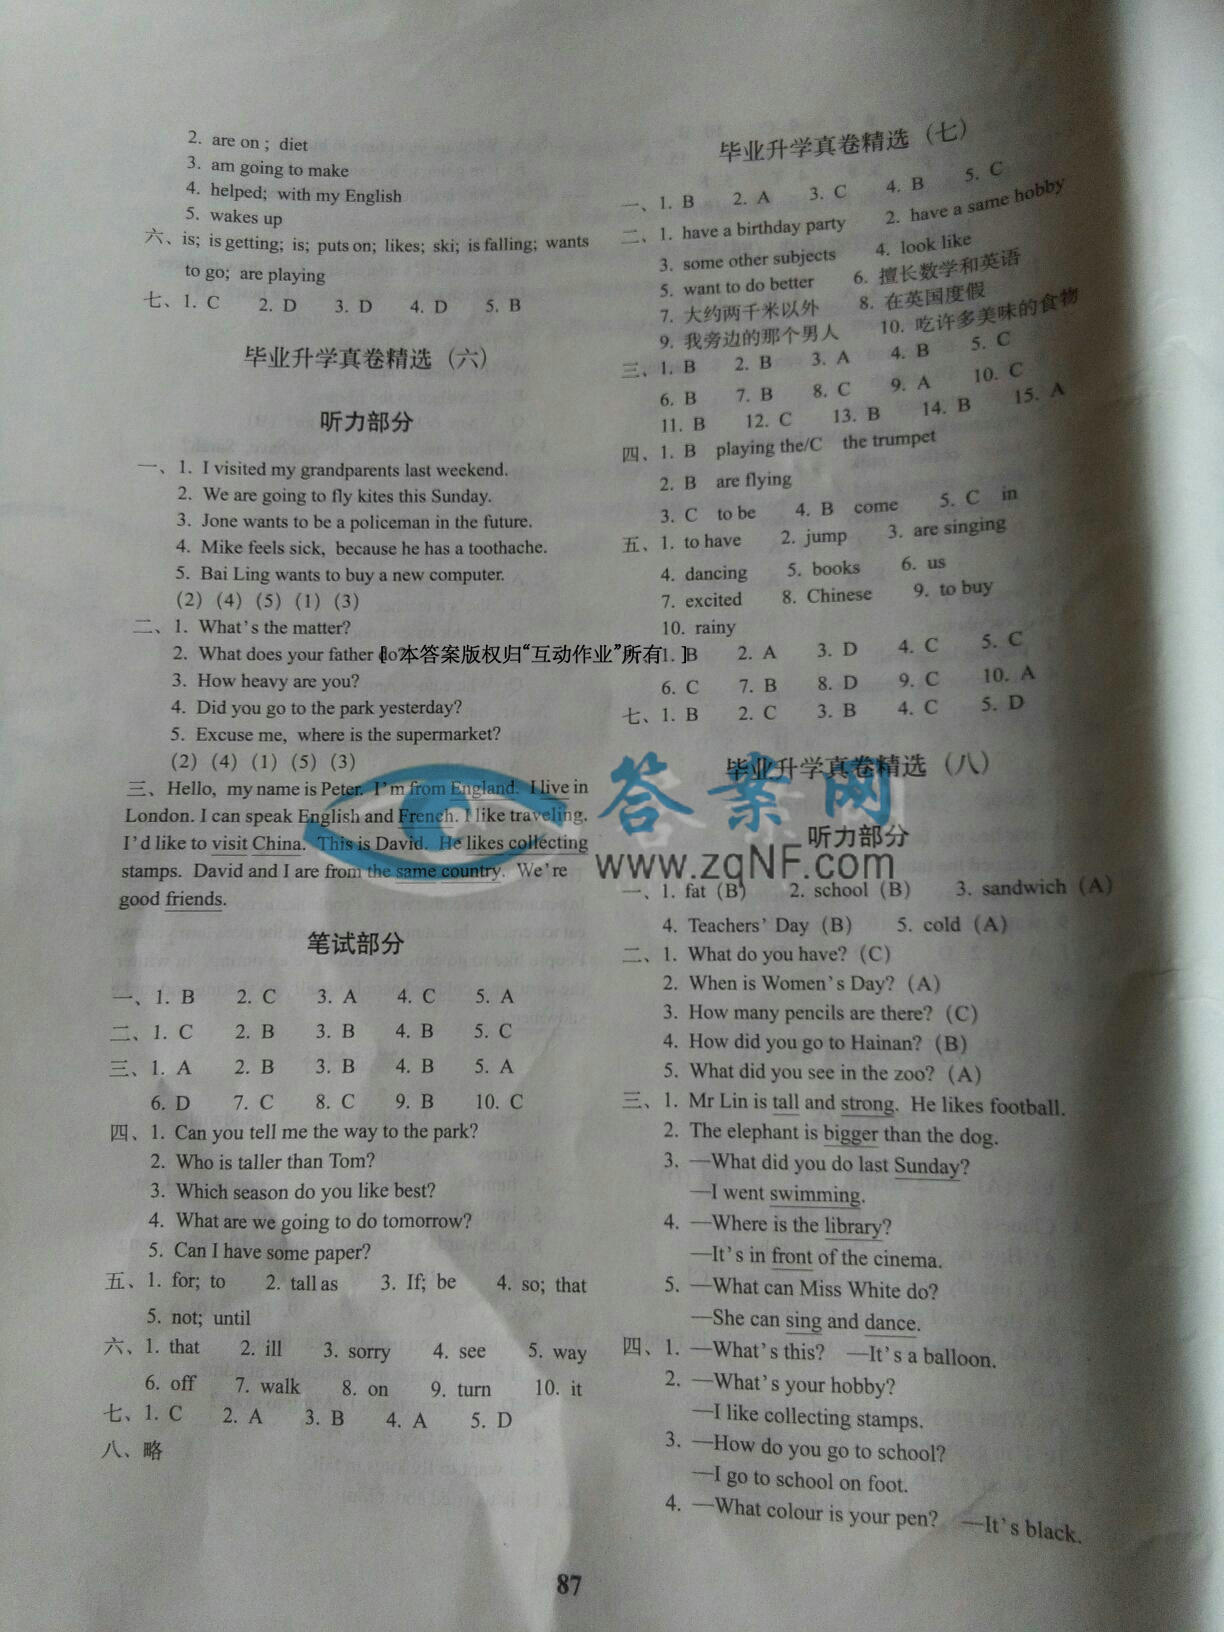 2. are on ; diet
3. am going to make
4. helped; with my English
5. wakes up
六、is; is getting; is; puts on; likes; ski; is falling; wants
to go; are playing
七、1. C 2. D 3. D 4. D 5. B
毕业升学真卷精选（六）
听力部分
一、1. I visited my grandparents last weekend.
2. We are going to fly kites this Sunday.
3. Jone wants to be a policeman in the future.
4. Mike feels sick, because he has a toothache.
5. Bai Ling wants to buy a new computer.
(2) (4) (5) (1) (3)
二、1. What's the matter?
2. What does your father do?
3. How heavy are you?
4. Did you go to the park yesterday?
5. Excuse me, where is the supermarket?
(2) (4) (1) (5) (3)
三、Hello, my name is Peter. I'm from England. I live in
London. I can speak English and French. I like traveling.
I'd like to visit China. This is David. He likes collecting
stamps. David and I are from the same country. We're
good friends.
笔试部分
一、1. B 2. C 3. A 4. C 5. A
二、1. C 2. B 3. B 4. B 5. C
三、1. A 2. B 3. B 4. B 5. A
6. D 7. C 8. C 9. B 10. C
四、1. Can you tell me the way to the park?
2. Who is taller than Tom?
3. Which season do you like best?
4. What are we going to do tomorrow?
5. Can I have some paper?
五、1. for; to 2. tall as 3. If; be 4. so; that
5. not; until
六、1. that 2. ill 3. sorry 4. see 5. way
6. off 7. walk 8. on 9. turn 10. it
七、1. C 2. A 3. B 4. A 5. D
八、略
毕业升学真卷精选（七）
一、1. B 2. A 3. C 4. B 5. C
二、1. have a birthday party 2. have a same hobby
3. some other subjects 4. look like
5. want to do better 6. 擅长数学和英语
7. 大约两千米以外 8. 在英国度假
9. 我旁边的那个男人 10. 吃许多美味的食物
三、1. B 2. B 3. A 4. B 5. C
6. B 7. B 8. C 9. A 10. C
11. B 12. C 13. B 14. B 15. A
四、1. B playing the/C the trumpet
2. B are flying
3. C to be 4. B come 5. C in
五、1. to have 2. jump 3. are singing
4. dancing 5. books 6. us
7. excited 8. Chinese 9. to buy
10. rainy
[ 本答案版权归“互动作业”所有 ]
1. B 2. A 3. D 4. C 5. C
6. C 7. B 8. D 9. C 10. A
七、1. B 2. C 3. B 4. C 5. D
毕业升学真卷精选（八）
答案网
听力部分
www.zqNF.com
一、1. fat (B) 2. school (B) 3. sandwich (A)
4. Teachers' Day (B) 5. cold (A)
二、1. What do you have? (C)
2. When is Women's Day? (A)
3. How many pencils are there? (C)
4. How did you go to Hainan? (B)
5. What did you see in the zoo? (A)
三、1. Mr Lin is tall and strong. He likes football.
2. The elephant is bigger than the dog.
3. —What did you do last Sunday?
—I went swimming.
4. —Where is the library?
—It's in front of the cinema.
5. —What can Miss White do?
—She can sing and dance.
四、1. —What's this? —It's a balloon.
2. —What's your hobby?
—I like collecting stamps.
3. —How do you go to school?
—I go to school on foot.
4. —What colour is your pen? —It's black.
87